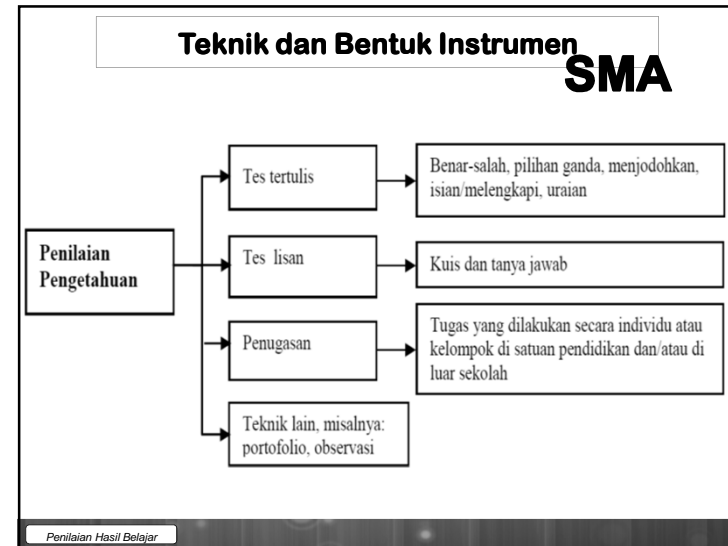 Teknik dan Bentuk Instrumen
SMA
Penilaian
Pengetahuan
Tes tertulis
Benar-salah, pilihan ganda, menjodohkan,
isian/melengkapi, uraian
Tes lisan
Kuis dan tanya jawab
Penugasan
Tugas yang dilakukan secara individu atau
kelompok di satuan pendidikan dan/atau di
luar sekolah
Teknik lain, misalnya:
portofolio, observasi
Penilaian Hasil Belajar